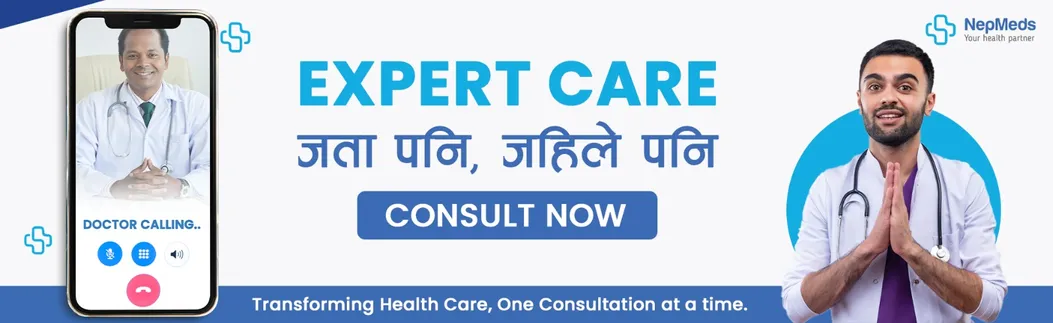 DOCTOR CALLING..
EXPERT CARE
जता पनि, जहिले पनि
CONSULT NOW
Transforming Health Care, One Consultation at a time.
NepMeds
Your health partner